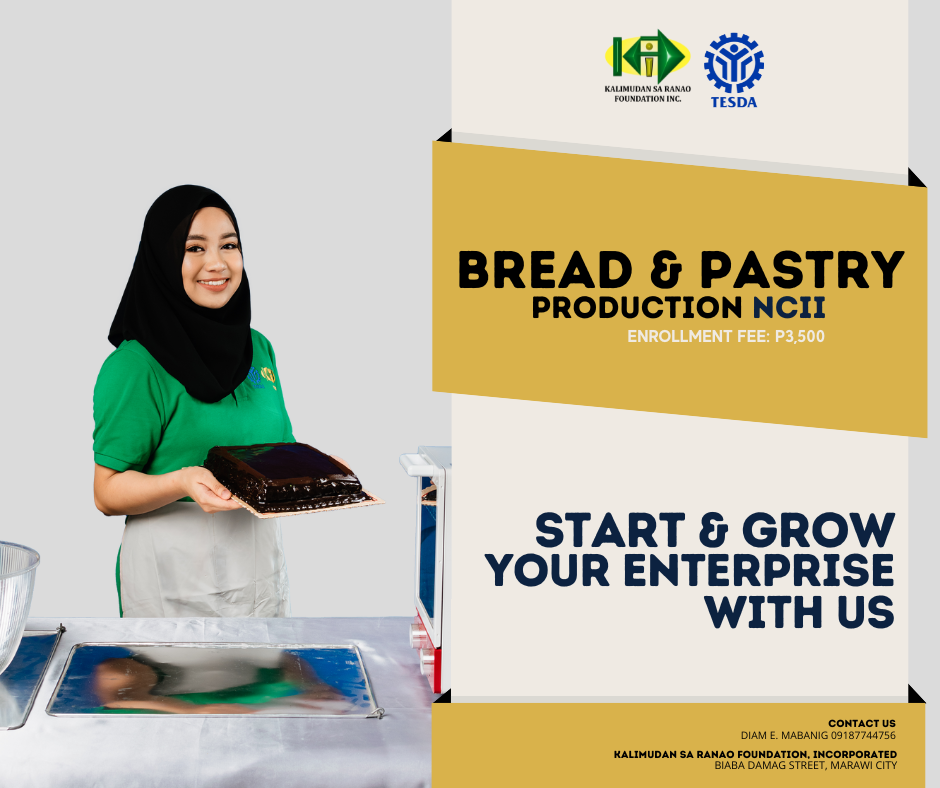 KALIMUDAN SA RANAO
FOUNDATION INC.
TESDA
BREAD & PASTRY
PRODUCTION NCII
ENROLLMENT FEE: P3,500
START & GROW
YOUR ENTERPRISE
WITH US
CONTACT US
DIAM E. MABANIG 09187744756
KALIMUDAN SA RANAO FOUNDATION, INCORPORATED
BIABA DAMAG STREET, MARAWI CITY